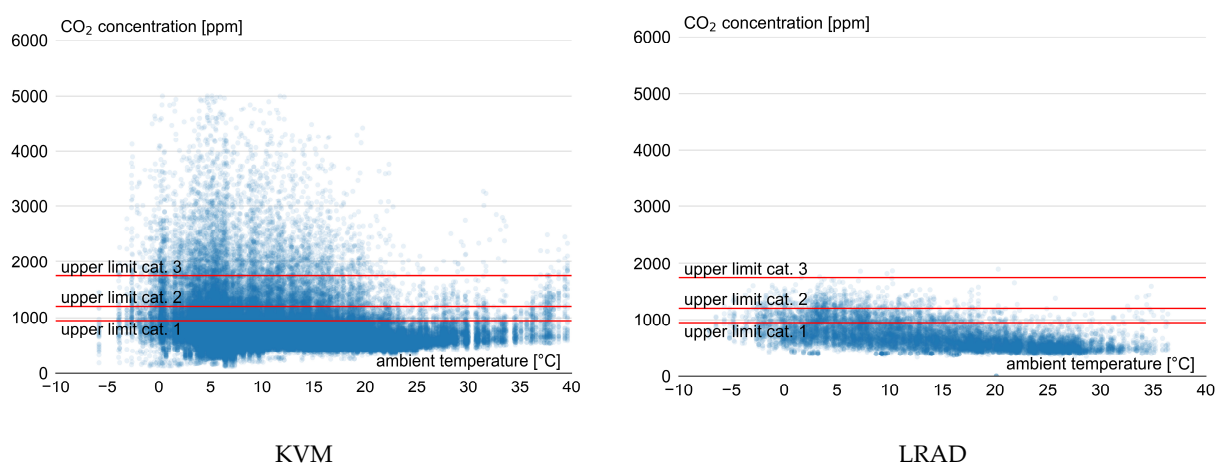 CO₂ concentration [ppm]
6000
5000
4000
3000
2000
upper limit cat. 3
upper limit cat. 2
1000
upper limit cat. 1
ambient temperature [°C]
0
−10 −5 0 5 10 15 20 25 30 35 40
KVM
CO₂ concentration [ppm]
6000
5000
4000
3000
2000
upper limit cat. 3
upper limit cat. 2
1000
upper limit cat. 1
ambient temperature [°C]
0
−10 −5 0 5 10 15 20 25 30 35 40
LRAD